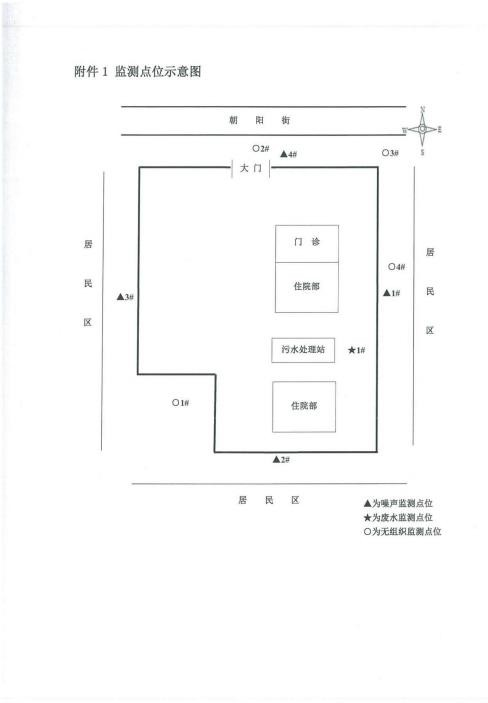 附件 1 监测点位示意图
朝 阳 街
N
W
E
S
○2#
▲4#
○3#
大 门
居
民
区
门 诊
住院部
居
民
区
○4#
▲1#
▲3#
污水处理站
★1#
○1#
住院部
▲2#
居 民 区
▲为噪声监测点位
★为废水监测点位
○为无组织监测点位